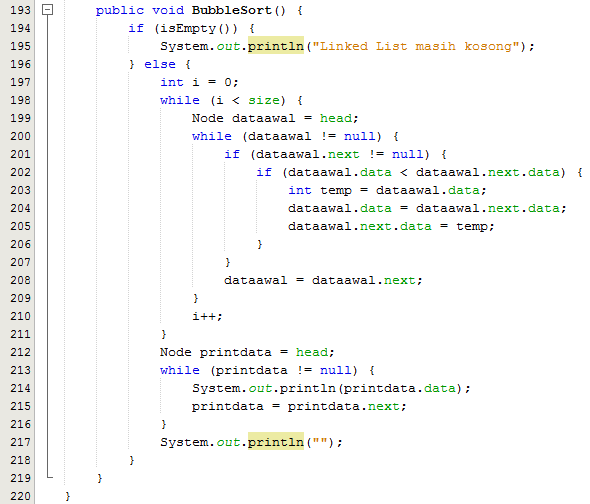 193 public void BubbleSort() {
194 if (isEmpty()) {
195 System.out.println("Linked List masih kosong");
196 } else {
197 int i = 0;
198 while (i < size) {
199 Node dataawal = head;
200 while (dataawal != null) {
201 if (dataawal.next != null) {
202 if (dataawal.data < dataawal.next.data) {
203 int temp = dataawal.data;
204 dataawal.data = dataawal.next.data;
205 dataawal.next.data = temp;
206 }
207 }
208 dataawal = dataawal.next;
209 }
210 i++;
211 }
212 Node printdata = head;
213 while (printdata != null) {
214 System.out.println(printdata.data);
215 printdata = printdata.next;
216 }
217 System.out.println("");
218 }
219 }
220 }